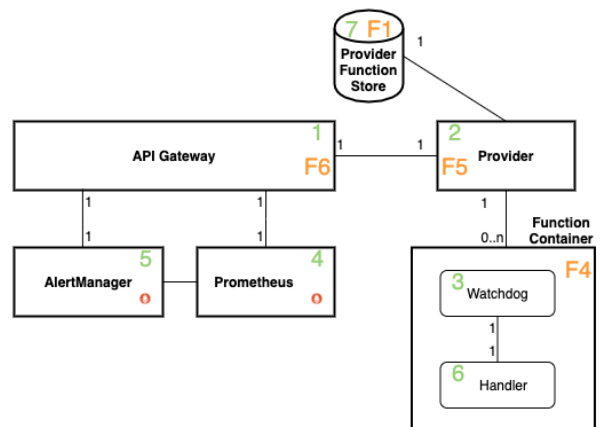 7 F1
Provider
Function
Store
1
API Gateway
1
F6
1
1
2
F5
Provider
1
1
1
1
1
0..n
Function
Container
AlertManager
5
Prometheus
4
F4
3
Watchdog
1
1
6
Handler